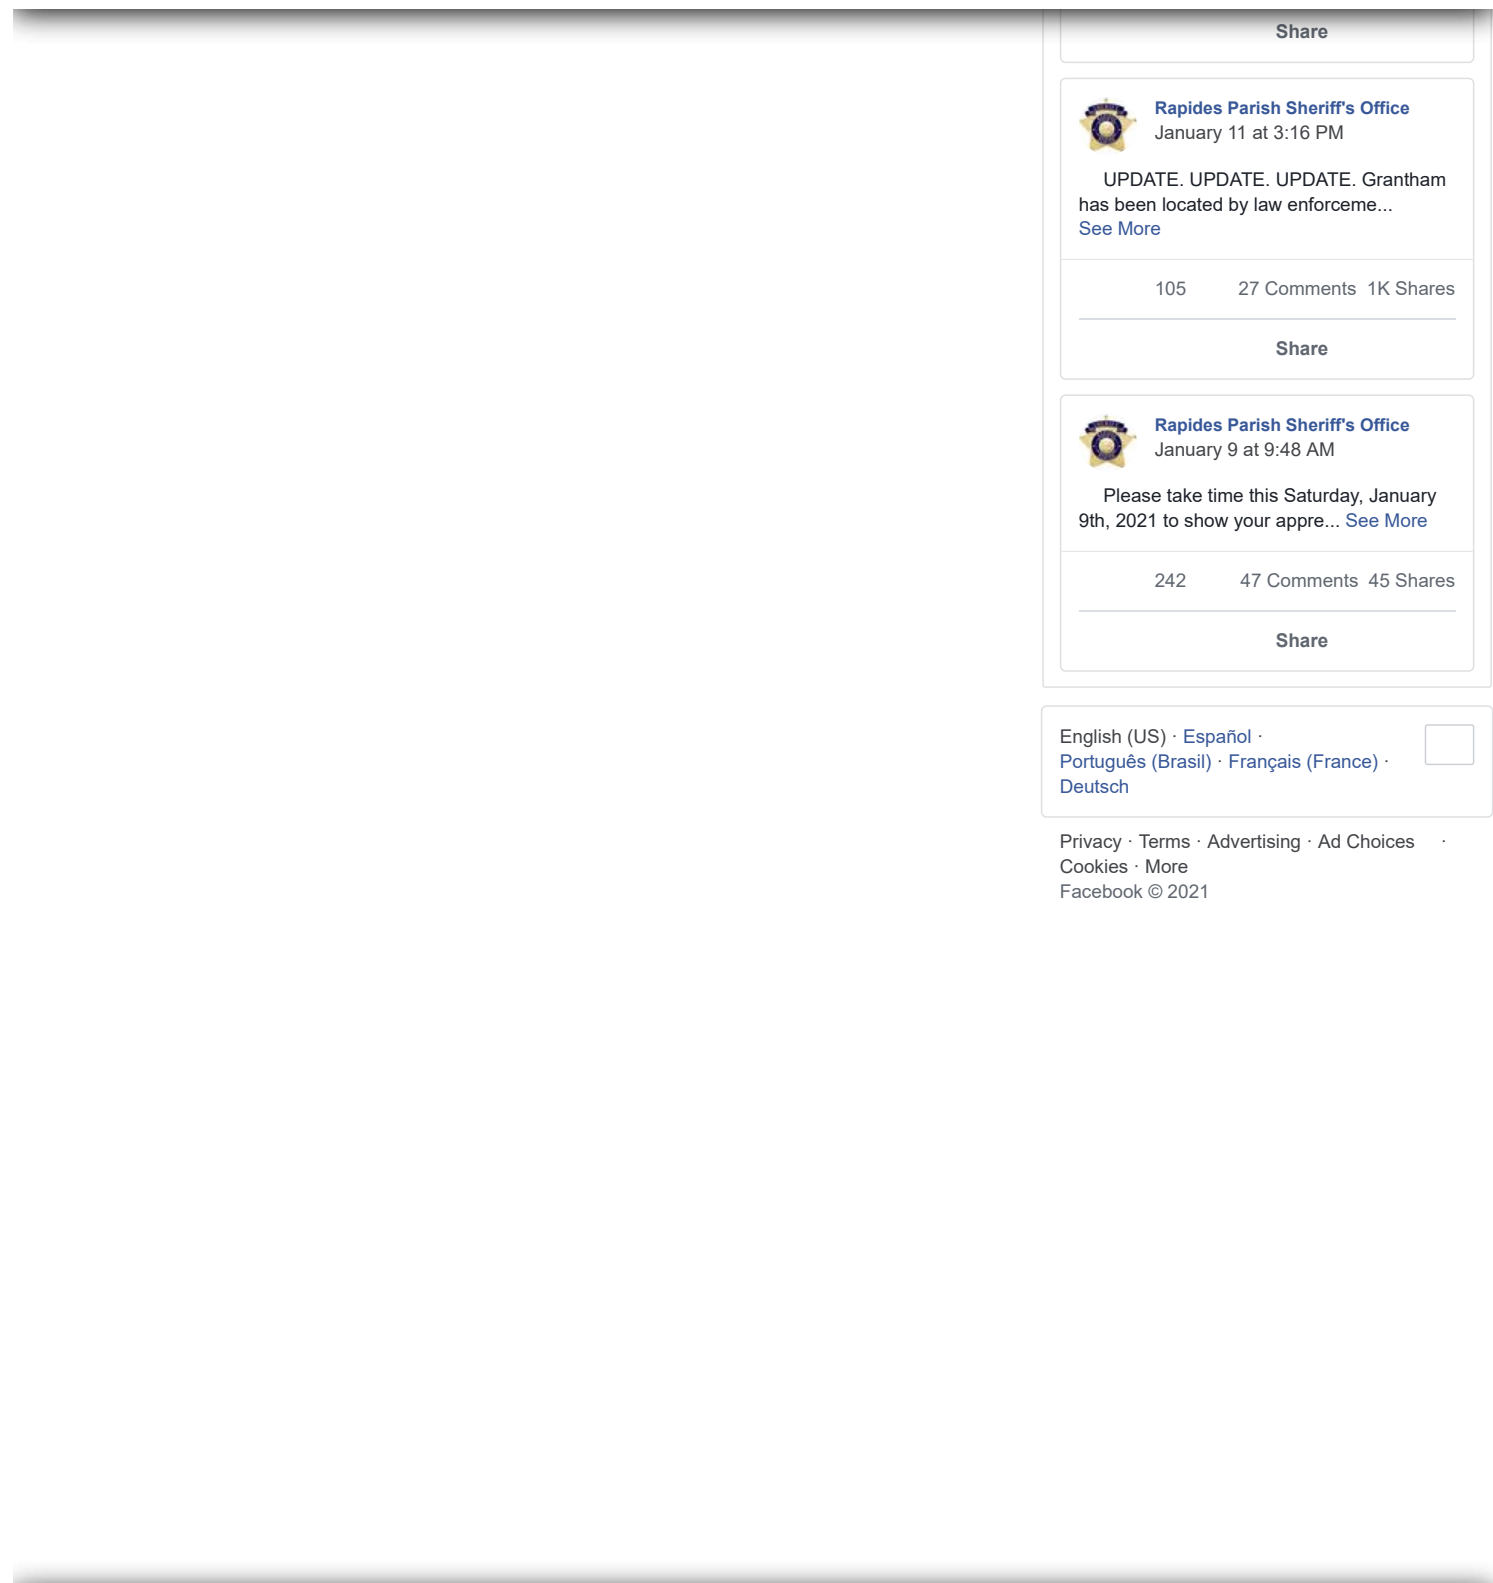 Share
Rapides Parish Sheriff's Office
January 11 at 3:16 PM
UPDATE. UPDATE. UPDATE. Grantham
has been located by law enforceme...
See More
105 27 Comments 1K Shares
Share
Rapides Parish Sheriff's Office
January 9 at 9:48 AM
Please take time this Saturday, January
9th, 2021 to show your appre... See More
242 47 Comments 45 Shares
Share
English (US) · Español ·
Português (Brasil) · Français (France) ·
Deutsch
Privacy · Terms · Advertising · Ad Choices ·
Cookies · More
Facebook © 2021